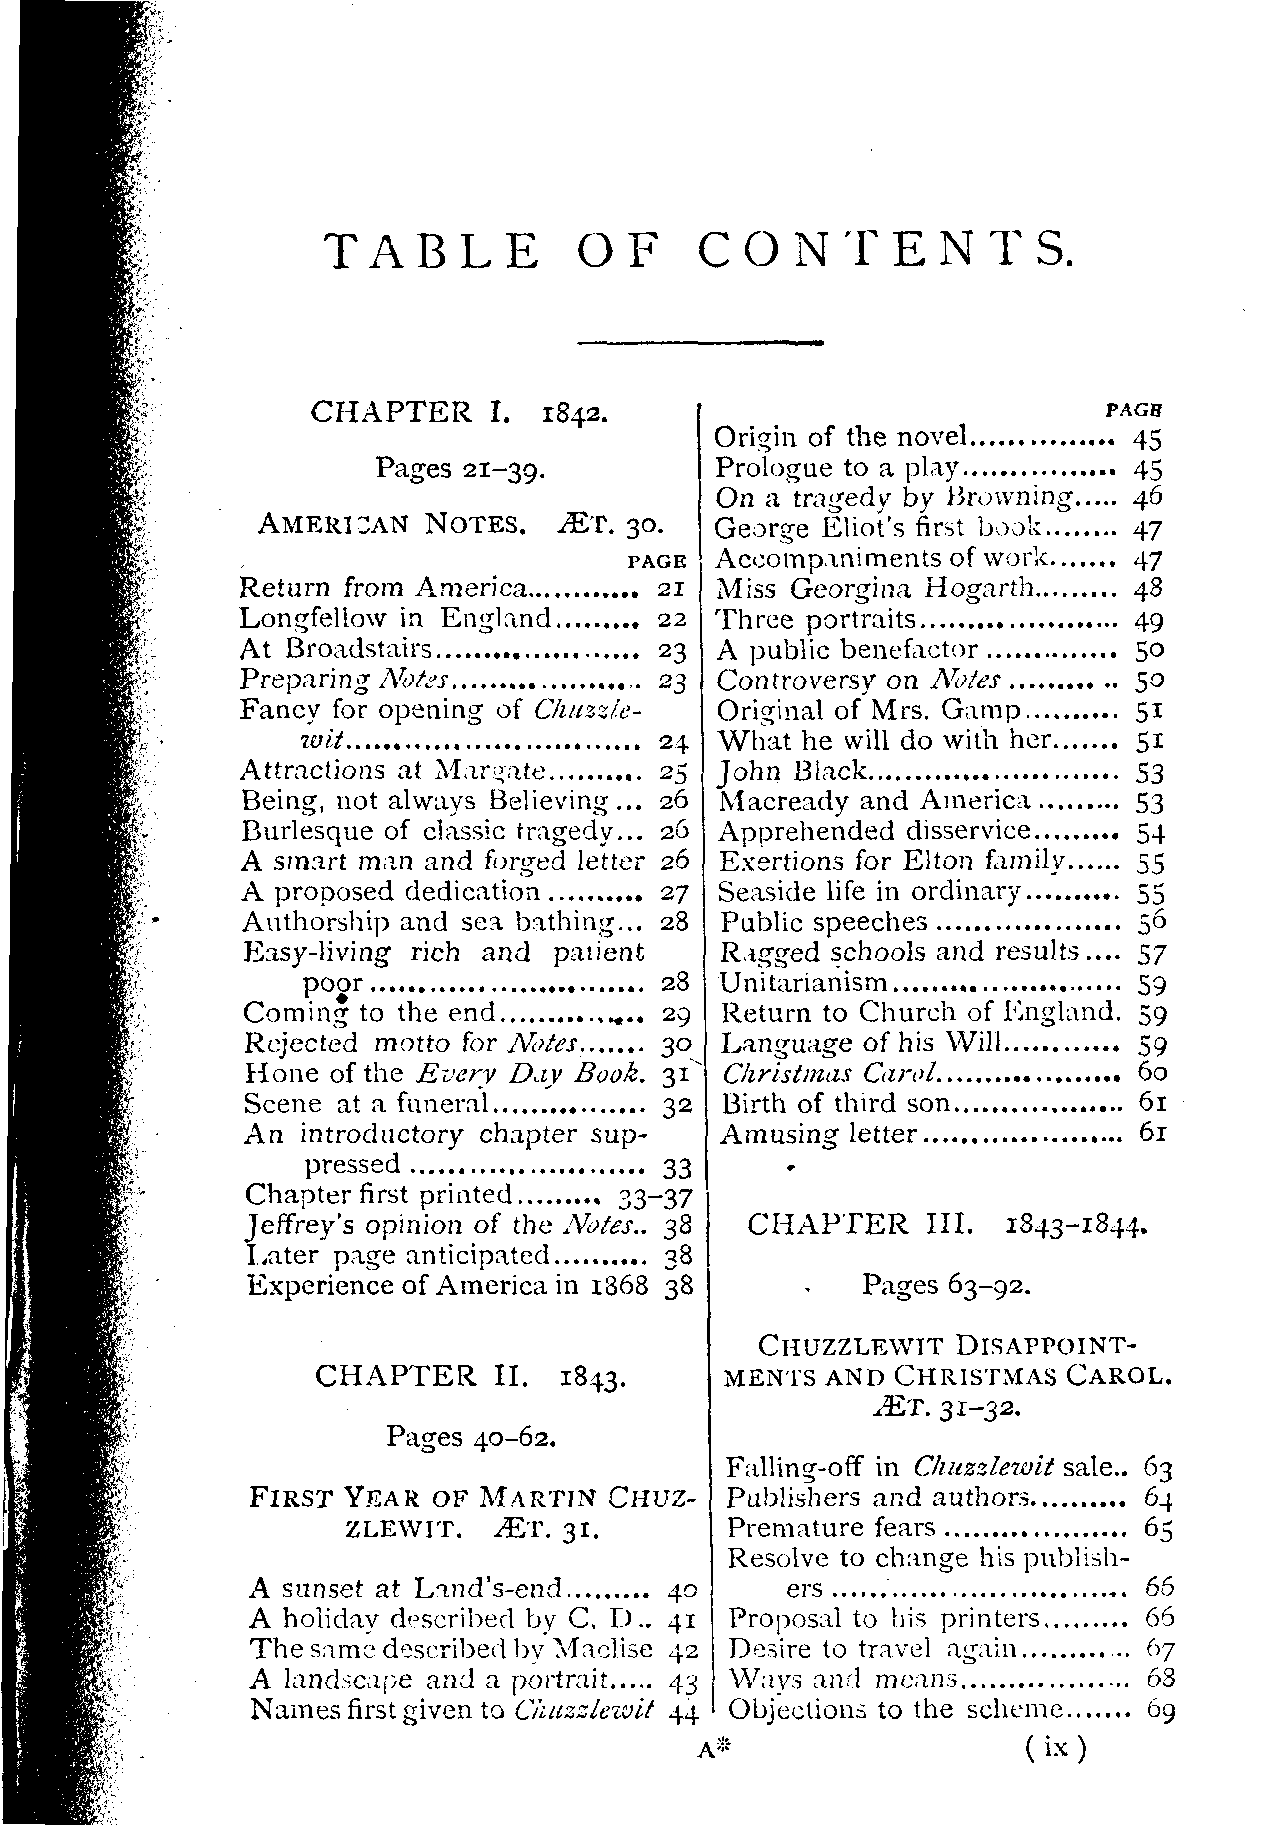 TABLE OF CONTENTS.
CHAPTER I. 1842.
Pages 21–39.
AMERICAN NOTES. ÆT. 30.
PAGE
Return from America............ 21
Longfellow in England......... 22
At Broadstairs...................... 23
Preparing Notes.................... 23
Fancy for opening of Chuzzle-
wit............................... 24
Attractions at Margate.......... 25
Being, not always Believing... 26
Burlesque of classic tragedy... 26
A smart man and forged letter 26
A proposed dedication.......... 27
Authorship and sea bathing... 28
Easy-living rich and patient
poor............................. 28
Coming to the end............... 29
Rejected motto for Notes....... 30
Hone of the Every Day Book. 31
Scene at a funeral................ 32
An introductory chapter sup-
pressed......................... 33
Chapter first printed......... 33–37
Jeffrey's opinion of the Notes.. 38
Later page anticipated.......... 38
Experience of America in 1868 38
CHAPTER II. 1843.
Pages 40–62.
FIRST YEAR OF MARTIN CHUZ-
ZLEWIT. ÆT. 31.
A sunset at Land's-end......... 40
A holiday described by C. D.. 41
The same described by Maclise 42
A landscape and a portrait..... 43
Names first given to Chuzzlewit 44
PAGE
Origin of the novel............... 45
Prologue to a play................ 45
On a tragedy by Browning..... 46
George Eliot's first book........ 47
Accompaniments of work....... 47
Miss Georgina Hogarth......... 48
Three portraits..................... 49
A public benefactor.............. 50
Controversy on Notes........... 50
Original of Mrs. Gamp.......... 51
What he will do with her....... 51
John Black.......................... 53
Macready and America......... 53
Apprehended disservice......... 54
Exertions for Elton family...... 55
Seaside life in ordinary.......... 55
Public speeches.................... 56
Ragged schools and results.... 57
Unitarianism........................ 59
Return to Church of England. 59
Language of his Will............ 59
Christmas Carol................... 60
Birth of third son.................. 61
Amusing letter..................... 61
CHAPTER III. 1843–1844.
Pages 63–92.
CHUZZLEWIT DISAPPOINT-
MENTS AND CHRISTMAS CAROL.
ÆT. 31–32.
Falling-off in Chuzzlewit sale.. 63
Publishers and authors.......... 64
Premature fears................... 65
Resolve to change his publish-
ers............................... 66
Proposal to his printers......... 66
Desire to travel again............ 67
Ways and means.................. 68
Objections to the scheme....... 69
A*
( ix )